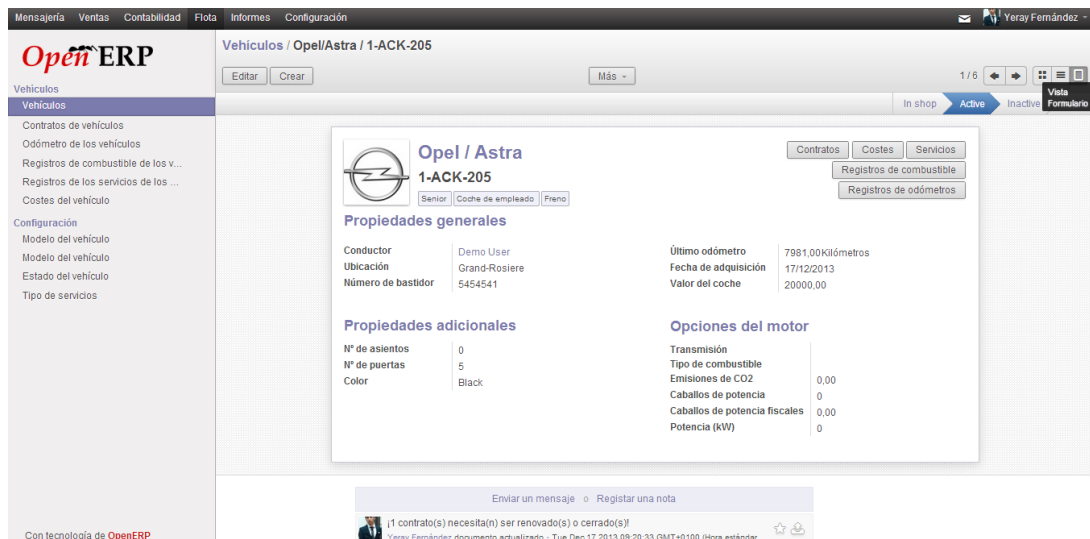 Mensajería Ventas Contabilidad Flota Informes Configuración Yeray Fernández
Open ERP
Vehículos / Opel/Astra / 1-ACK-205
Editar Crear Más 1 / 6
Vista
Formulario
In shop Active Inactive
Vehiculos
Vehículos
Contratos de vehículos
Odómetro de los vehículos
Registros de combustible de los v...
Registros de los servicios de los ...
Costes del vehículo
Configuración
Modelo del vehículo
Modelo del vehículo
Estado del vehículo
Tipo de servicios
Con tecnología de OpenERP
Opel / Astra
1-ACK-205
Senior Coche de empleado Freno
Contratos Costes Servicios
Registros de combustible
Registros de odómetros
Propiedades generales
Conductor Demo User
Ubicación Grand-Rosiere
Número de bastidor 5454541
Último odómetro 7981,00Kilómetros
Fecha de adquisición 17/12/2013
Valor del coche 20000,00
Propiedades adicionales
Nº de asientos 0
Nº de puertas 5
Color Black
Opciones del motor
Transmisión
Tipo de combustible
Emisiones de CO2 0,00
Caballos de potencia 0
Caballos de potencia fiscales 0,00
Potencia (kW) 0
Enviar un mensaje o Registar una nota
¡1 contrato(s) necesita(n) ser renovado(s) o cerrado(s)!
Yeray Fernández documento actualizado - Tue Dec 17 2013 09:20:33 GMT+0100 (Hora estándar